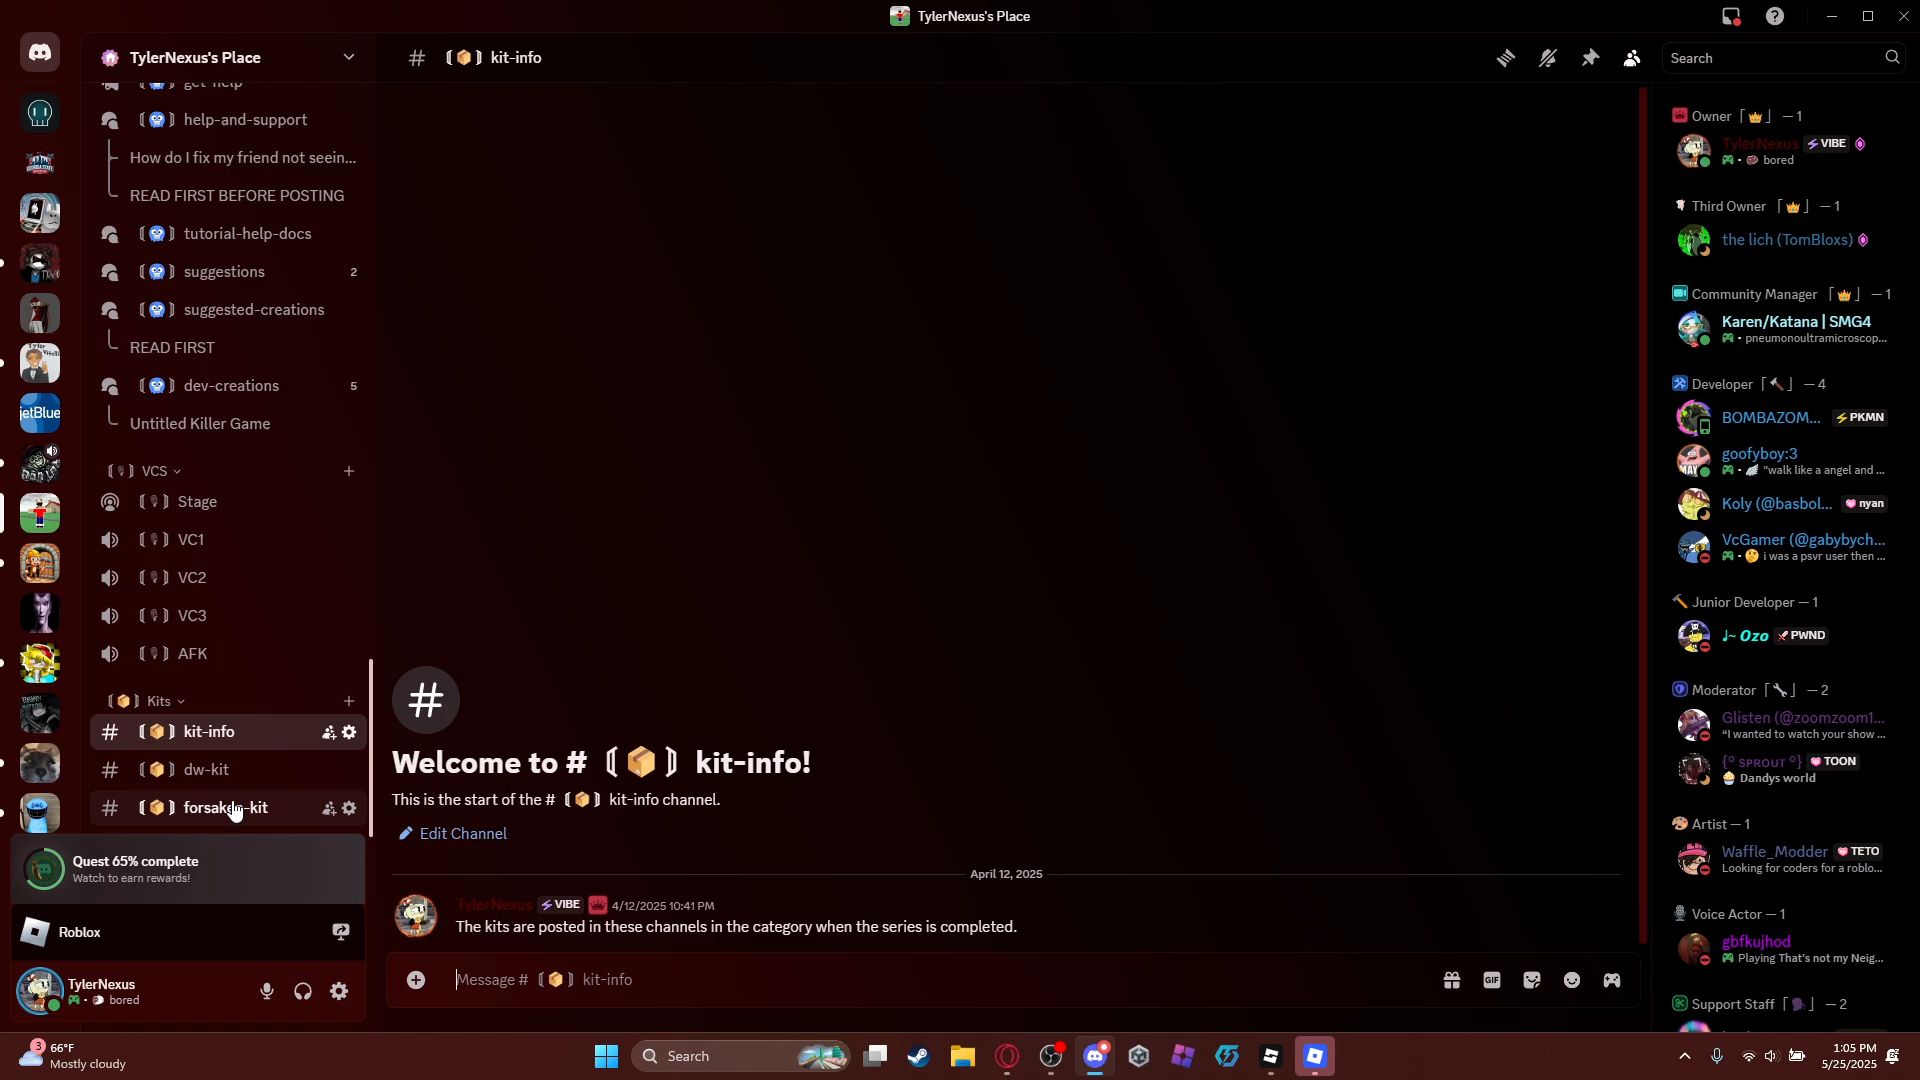 TylerNexus's Place
TylerNexus's Place
kit-info
Search
get-help
help-and-support
How do I fix my friend not seein...
READ FIRST BEFORE POSTING
tutorial-help-docs
suggestions 2
suggested-creations
READ FIRST
dev-creations 5
Untitled Killer Game
VCS
Stage
VC1
VC2
VC3
AFK
Kits
kit-info
dw-kit
forsaken-kit
Quest 65% complete
Watch to earn rewards!
Roblox
TylerNexus
bored
jetBlue
Welcome to # 【📦】 kit-info!
This is the start of the # 【📦】 kit-info channel.
Edit Channel
April 12, 2025
TylerNexus VIBE 4/12/2025 10:41 PM
The kits are posted in these channels in the category when the series is completed.
Message # 【📦】 kit-info
GIF
Owner「👑」 — 1
TylerNexus VIBE
bored
Third Owner「👑」 — 1
the lich (TomBloxs)
Community Manager「👑」 — 1
Karen/Katana | SMG4
pneumonoultramicroscop...
Developer「🔨」 — 4
BOMBAZOM... PKMN
goofyboy:3
"walk like a angel and ...
Koly (@basbol... nyan
VcGamer (@gabybych...
i was a psvr user then ...
Junior Developer — 1
♩~ Ozo PWND
Moderator「🔧」 — 2
Glisten (@zoomzoom1...
“I wanted to watch your show ...
{° SPROUT °} TOON
Dandys world
Artist — 1
Waffle_Modder TETO
Looking for coders for a roblo...
Voice Actor — 1
gbfkujhod
Playing That's not my Neig...
Support Staff「🗣」 — 2
3
66°F
Mostly cloudy
Search
1:05 PM
5/25/2025